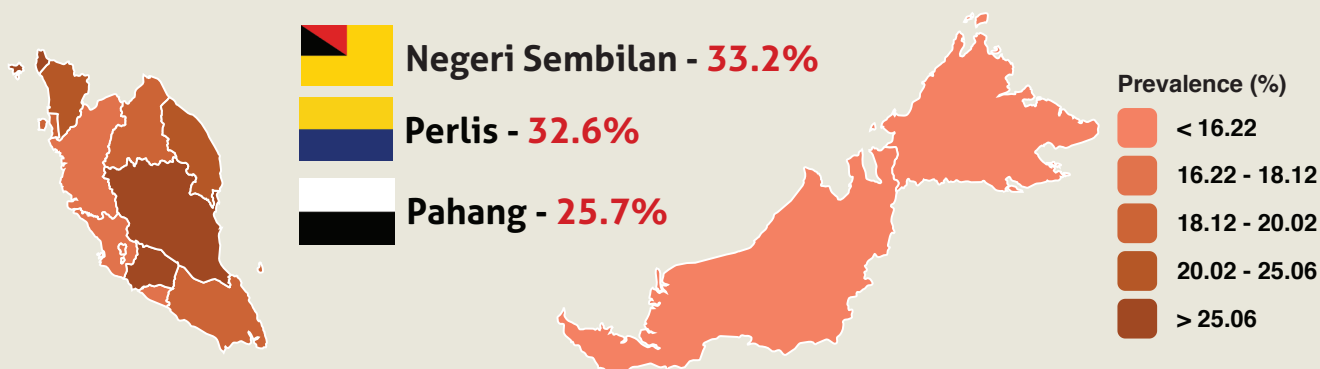 Negeri Sembilan - 33.2%
Perlis - 32.6%
Pahang - 25.7%
Prevalence (%)
< 16.22
16.22 - 18.12
18.12 - 20.02
20.02 - 25.06
> 25.06